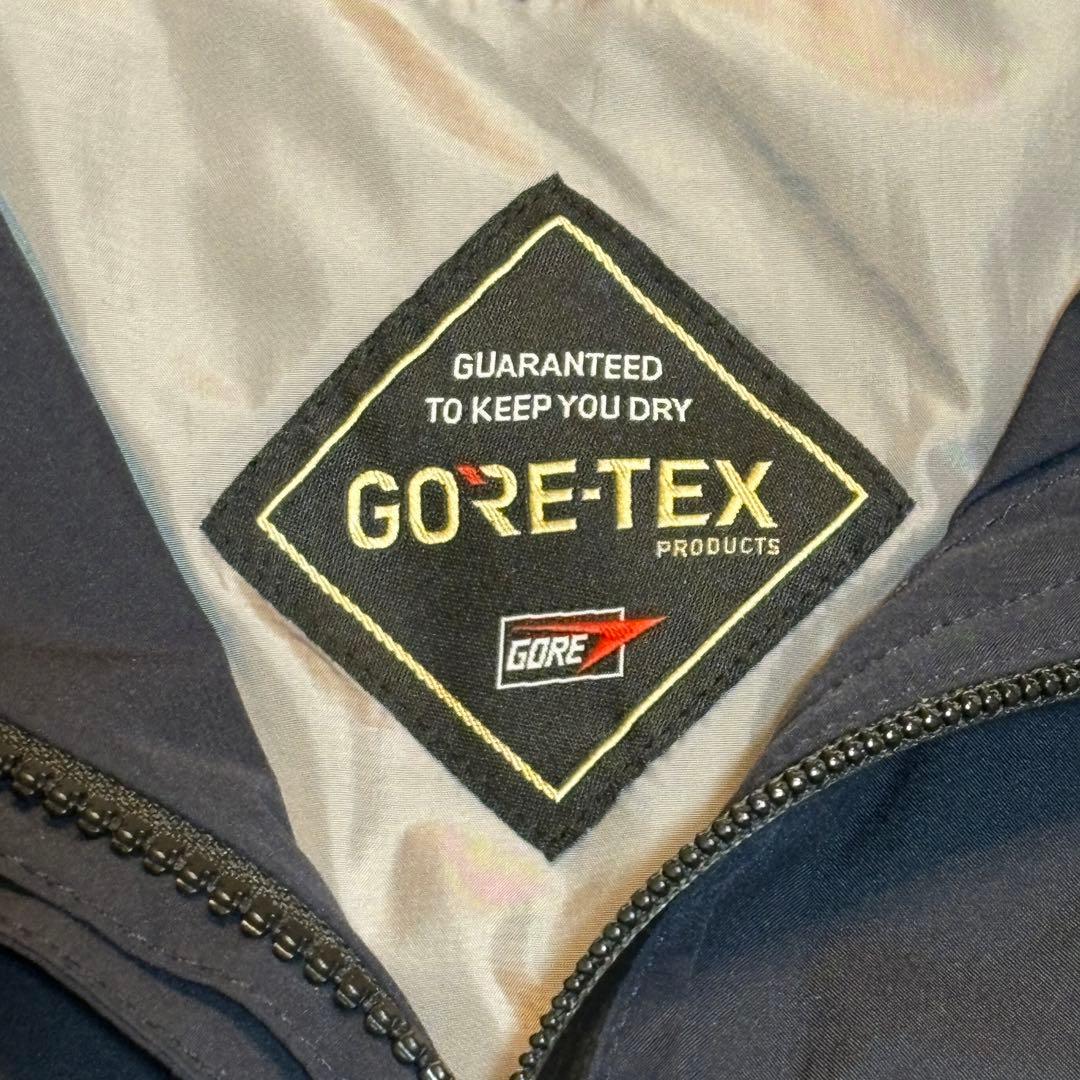 GUARANTEED
TO KEEP YOU DRY
GORE-TEX
PRODUCTS
GORE